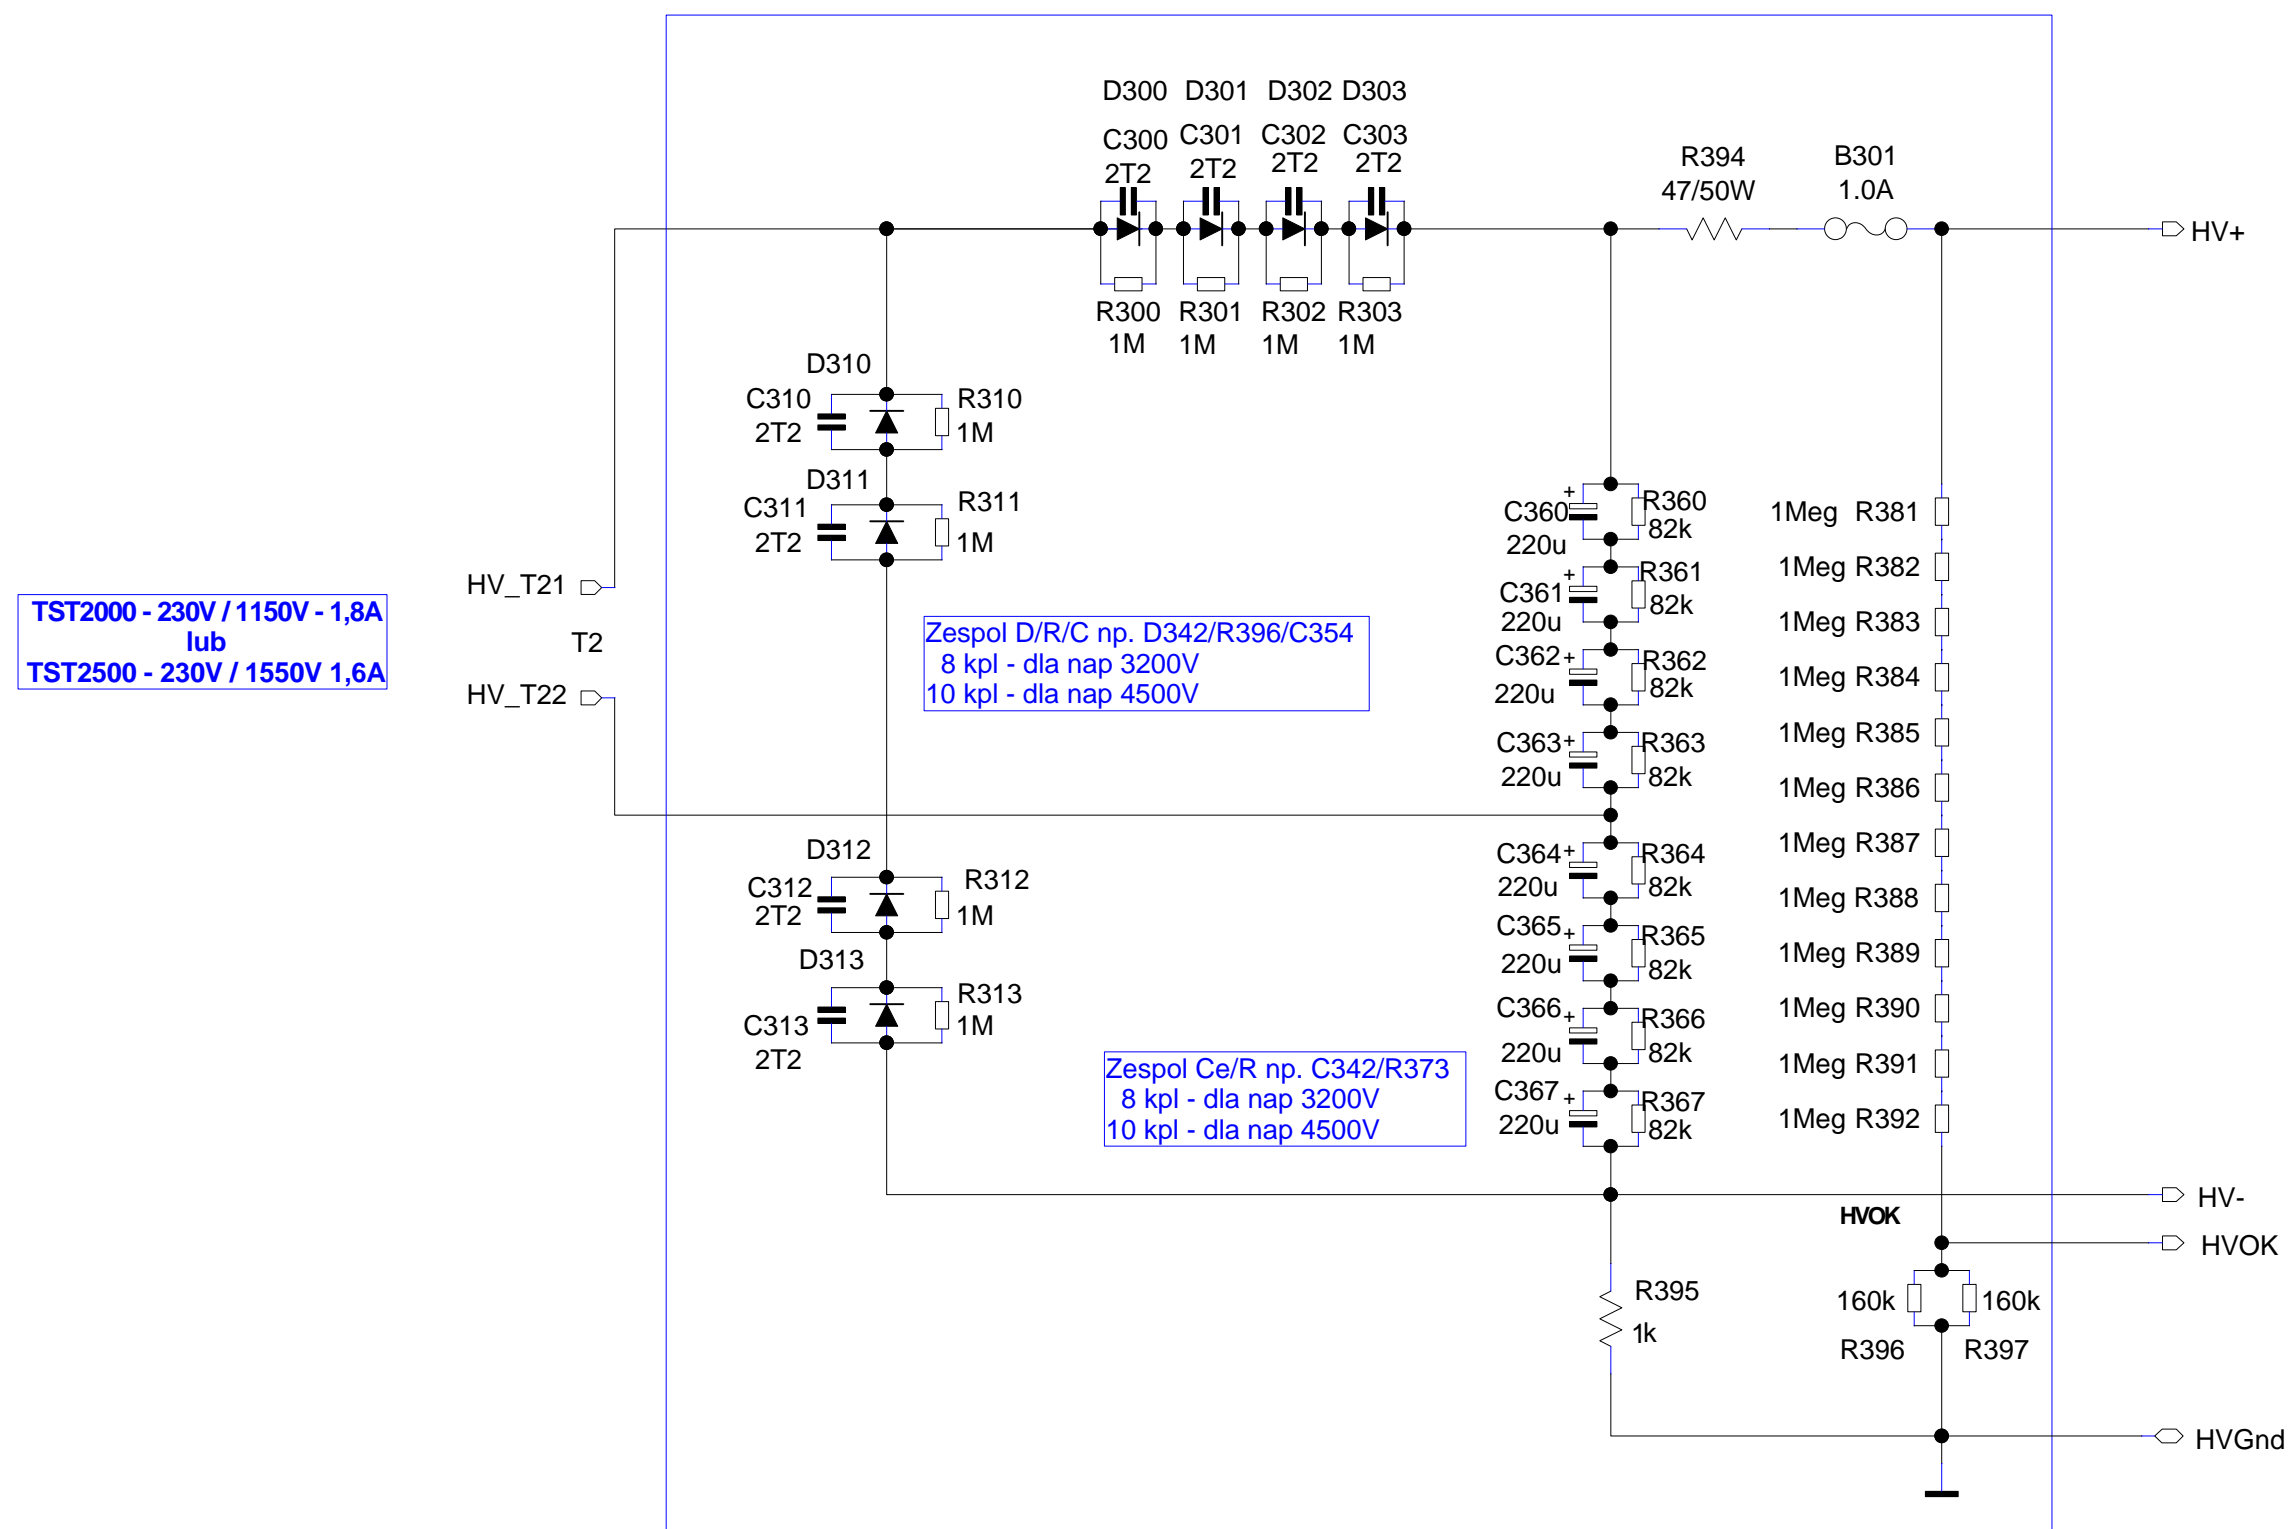 D300 D301 D302 D303
C300 C301 C302 C303
2T2 2T2 2T2 2T2
R394 B301
47/50W 1.0A
HV+
R300 R301 R302 R303
1M 1M 1M 1M
D310
C310 R310
2T2 1M
D311
C311 R311
2T2 1M
HV_T21
T2
HV_T22
TST2000 - 230V / 1150V - 1,8A
lub
TST2500 - 230V / 1550V 1,6A
Zespol D/R/C np. D342/R396/C354
8 kpl - dla nap 3200V
10 kpl - dla nap 4500V
C360 + R360
220u 82k
C361 + R361
220u 82k
C362 + R362
220u 82k
C363 + R363
220u 82k
C364 + R364
220u 82k
C365 + R365
220u 82k
C366 + R366
220u 82k
C367 + R367
220u 82k
1Meg R381
1Meg R382
1Meg R383
1Meg R384
1Meg R385
1Meg R386
1Meg R387
1Meg R388
1Meg R389
1Meg R390
1Meg R391
1Meg R392
D312
C312 R312
2T2 1M
D313
C313 R313
2T2 1M
Zespol Ce/R np. C342/R373
8 kpl - dla nap 3200V
10 kpl - dla nap 4500V
HV-
HVOK
HVOK
R395
1k
160k 160k
R396 R397
HVGnd